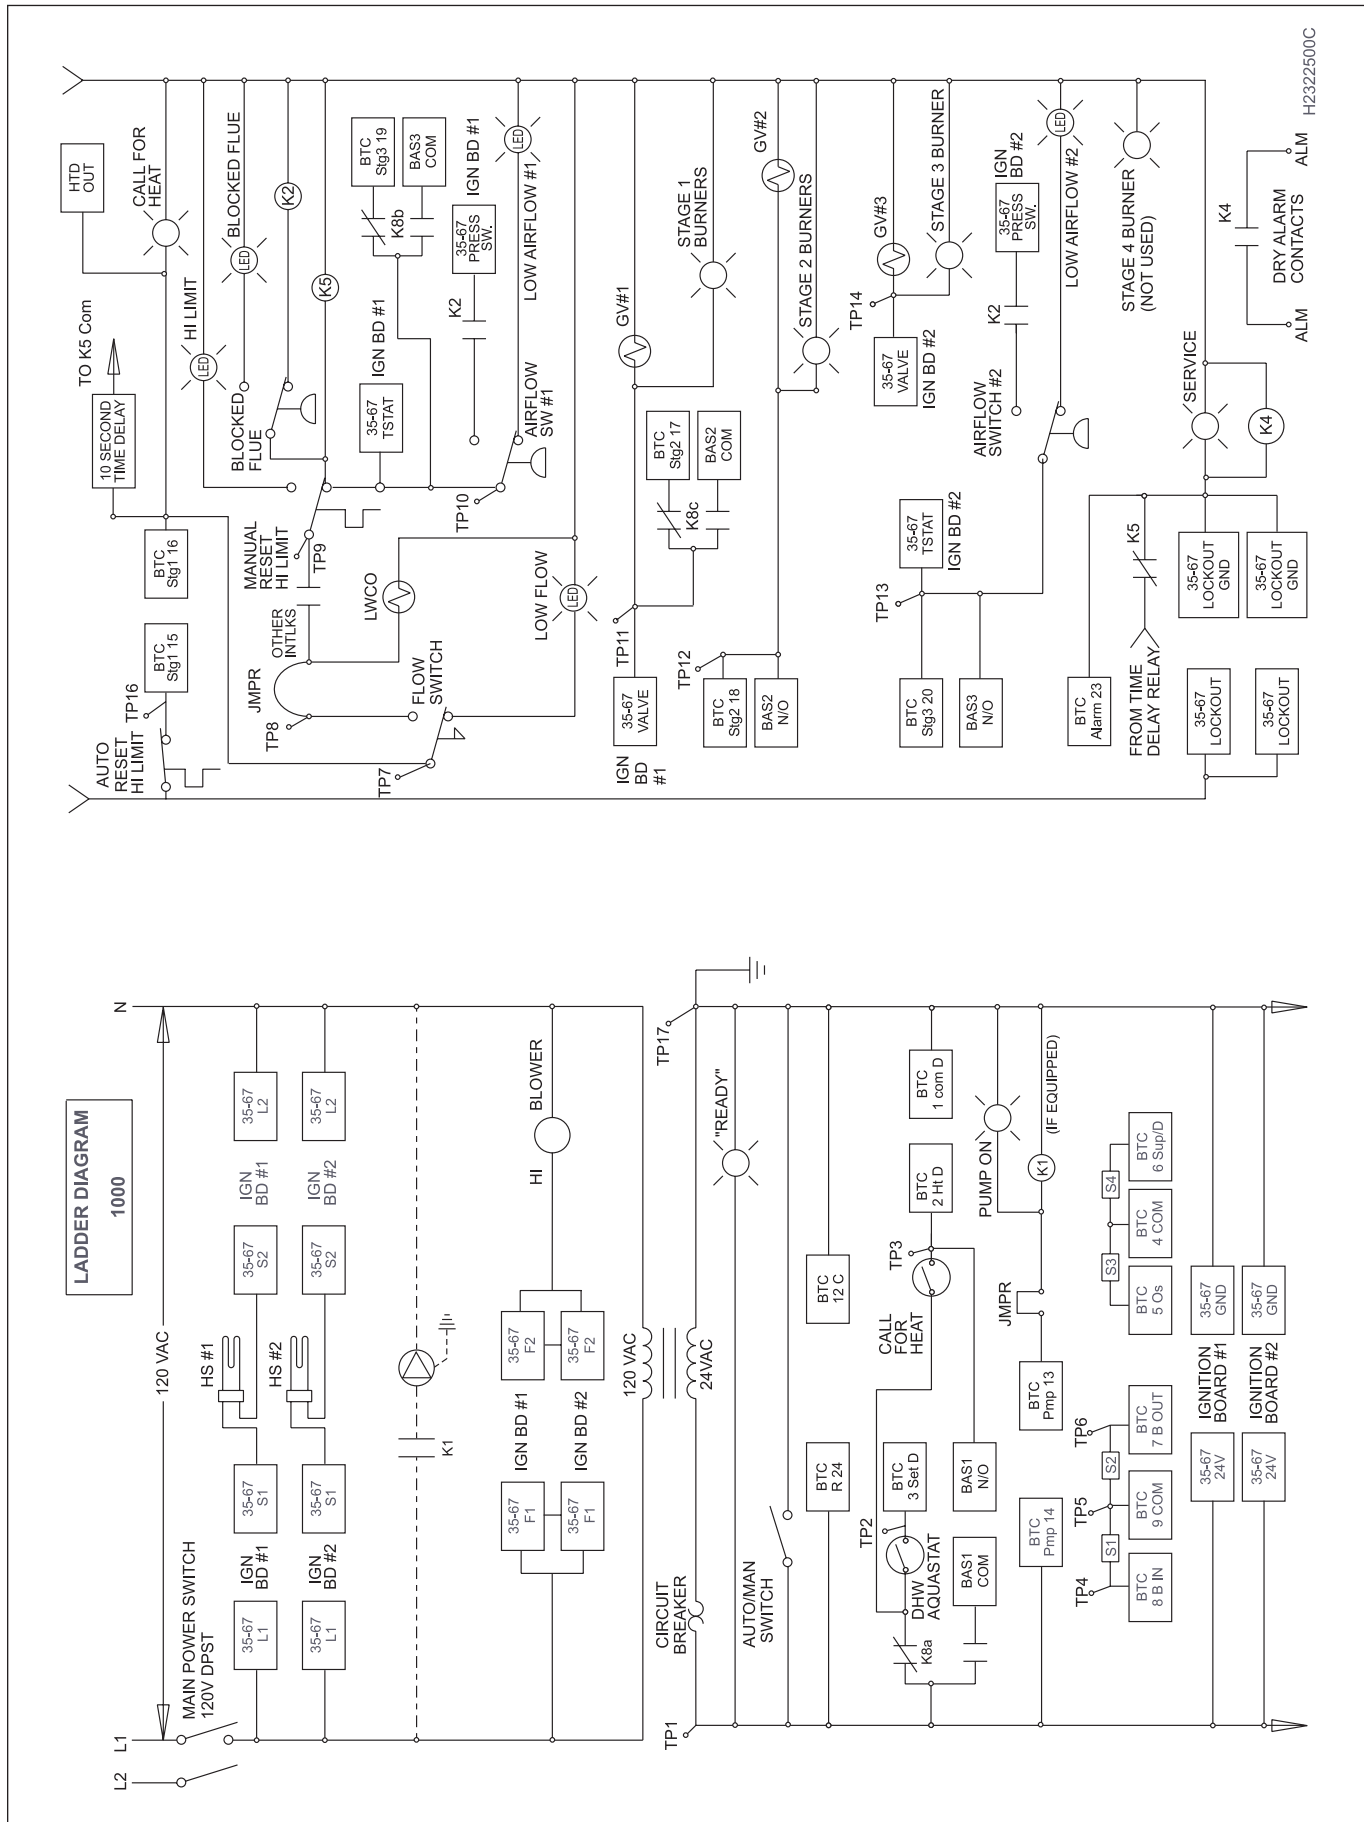 LADDER DIAGRAM
1000
L1
L2
120 VAC
N
MAIN POWER SWITCH
120V DPST
35-67
L1
IGN
BD #1
35-67
S1
HS #1
35-67
S2
IGN
BD #1
35-67
L2
35-67
L1
IGN
BD #2
35-67
S1
HS #2
35-67
S2
IGN
BD #2
35-67
L2
K1
35-67
F1
IGN BD #1
35-67
F2
HI
BLOWER
35-67
F1
IGN BD #2
35-67
F2
120 VAC
24VAC
CIRCUIT
BREAKER
TP1
TP17
"READY"
AUTO/MAN
SWITCH
BTC
R 24
BTC
12 C
K8a
DHW
AQUASTAT
TP2
BTC
3 Set D
CALL
FOR
HEAT
TP3
BTC
2 Ht D
BTC
1 com D
BAS1
COM
BAS1
N/O
PUMP ON
BTC
Pmp 14
BTC
Pmp 13
JMPR
K1
(IF EQUIPPED)
TP4
S1
TP5
S2
TP6
BTC
8 B IN
BTC
9 COM
BTC
7 B OUT
S3
S4
BTC
5 Os
BTC
4 COM
BTC
6 Sup/D
35-67
24V
IGNITION
BOARD #1
35-67
GND
35-67
24V
IGNITION
BOARD #2
35-67
GND
AUTO
RESET
HI LIMIT
TP16
BTC
Stg1 15
BTC
Stg1 16
10 SECOND
TIME DELAY
TO K5 Com
HTD
OUT
CALL FOR
HEAT
HI LIMIT
LED
BLOCKED
FLUE
BLOCKED FLUE
LED
K2
K5
MANUAL
RESET
HI LIMIT
TP9
OTHER
INTLKS
JMPR
TP8
LWCO
FLOW
SWITCH
TP7
35-67
TSTAT
IGN BD #1
BTC
Stg3 19
K8b
BAS3
COM
TP10
K2
35-67
PRESS
SW.
IGN BD #1
AIRFLOW
SW #1
LED
LOW AIRFLOW #1
LOW FLOW
LED
35-67
VALVE
IGN
BD
#1
TP11
GV#1
BTC
Stg2 17
K8c
BAS2
COM
STAGE 1
BURNERS
TP12
BTC
Stg2 18
BAS2
N/O
GV#2
STAGE 2 BURNERS
35-67
VALVE
IGN BD #2
TP14
GV#3
STAGE 3 BURNER
TP13
BTC
Stg3 20
BAS3
N/O
35-67
TSTAT
IGN BD #2
AIRFLOW
SWITCH #2
K2
35-67
PRESS
SW.
IGN
BD #2
LED
LOW AIRFLOW #2
STAGE 4 BURNER
(NOT USED)
BTC
Alarm 23
FROM TIME
DELAY RELAY
K5
SERVICE
K4
35-67
LOCKOUT
35-67
LOCKOUT
GND
35-67
LOCKOUT
35-67
LOCKOUT
GND
ALM
K4
ALM
DRY ALARM
CONTACTS
H2322500C